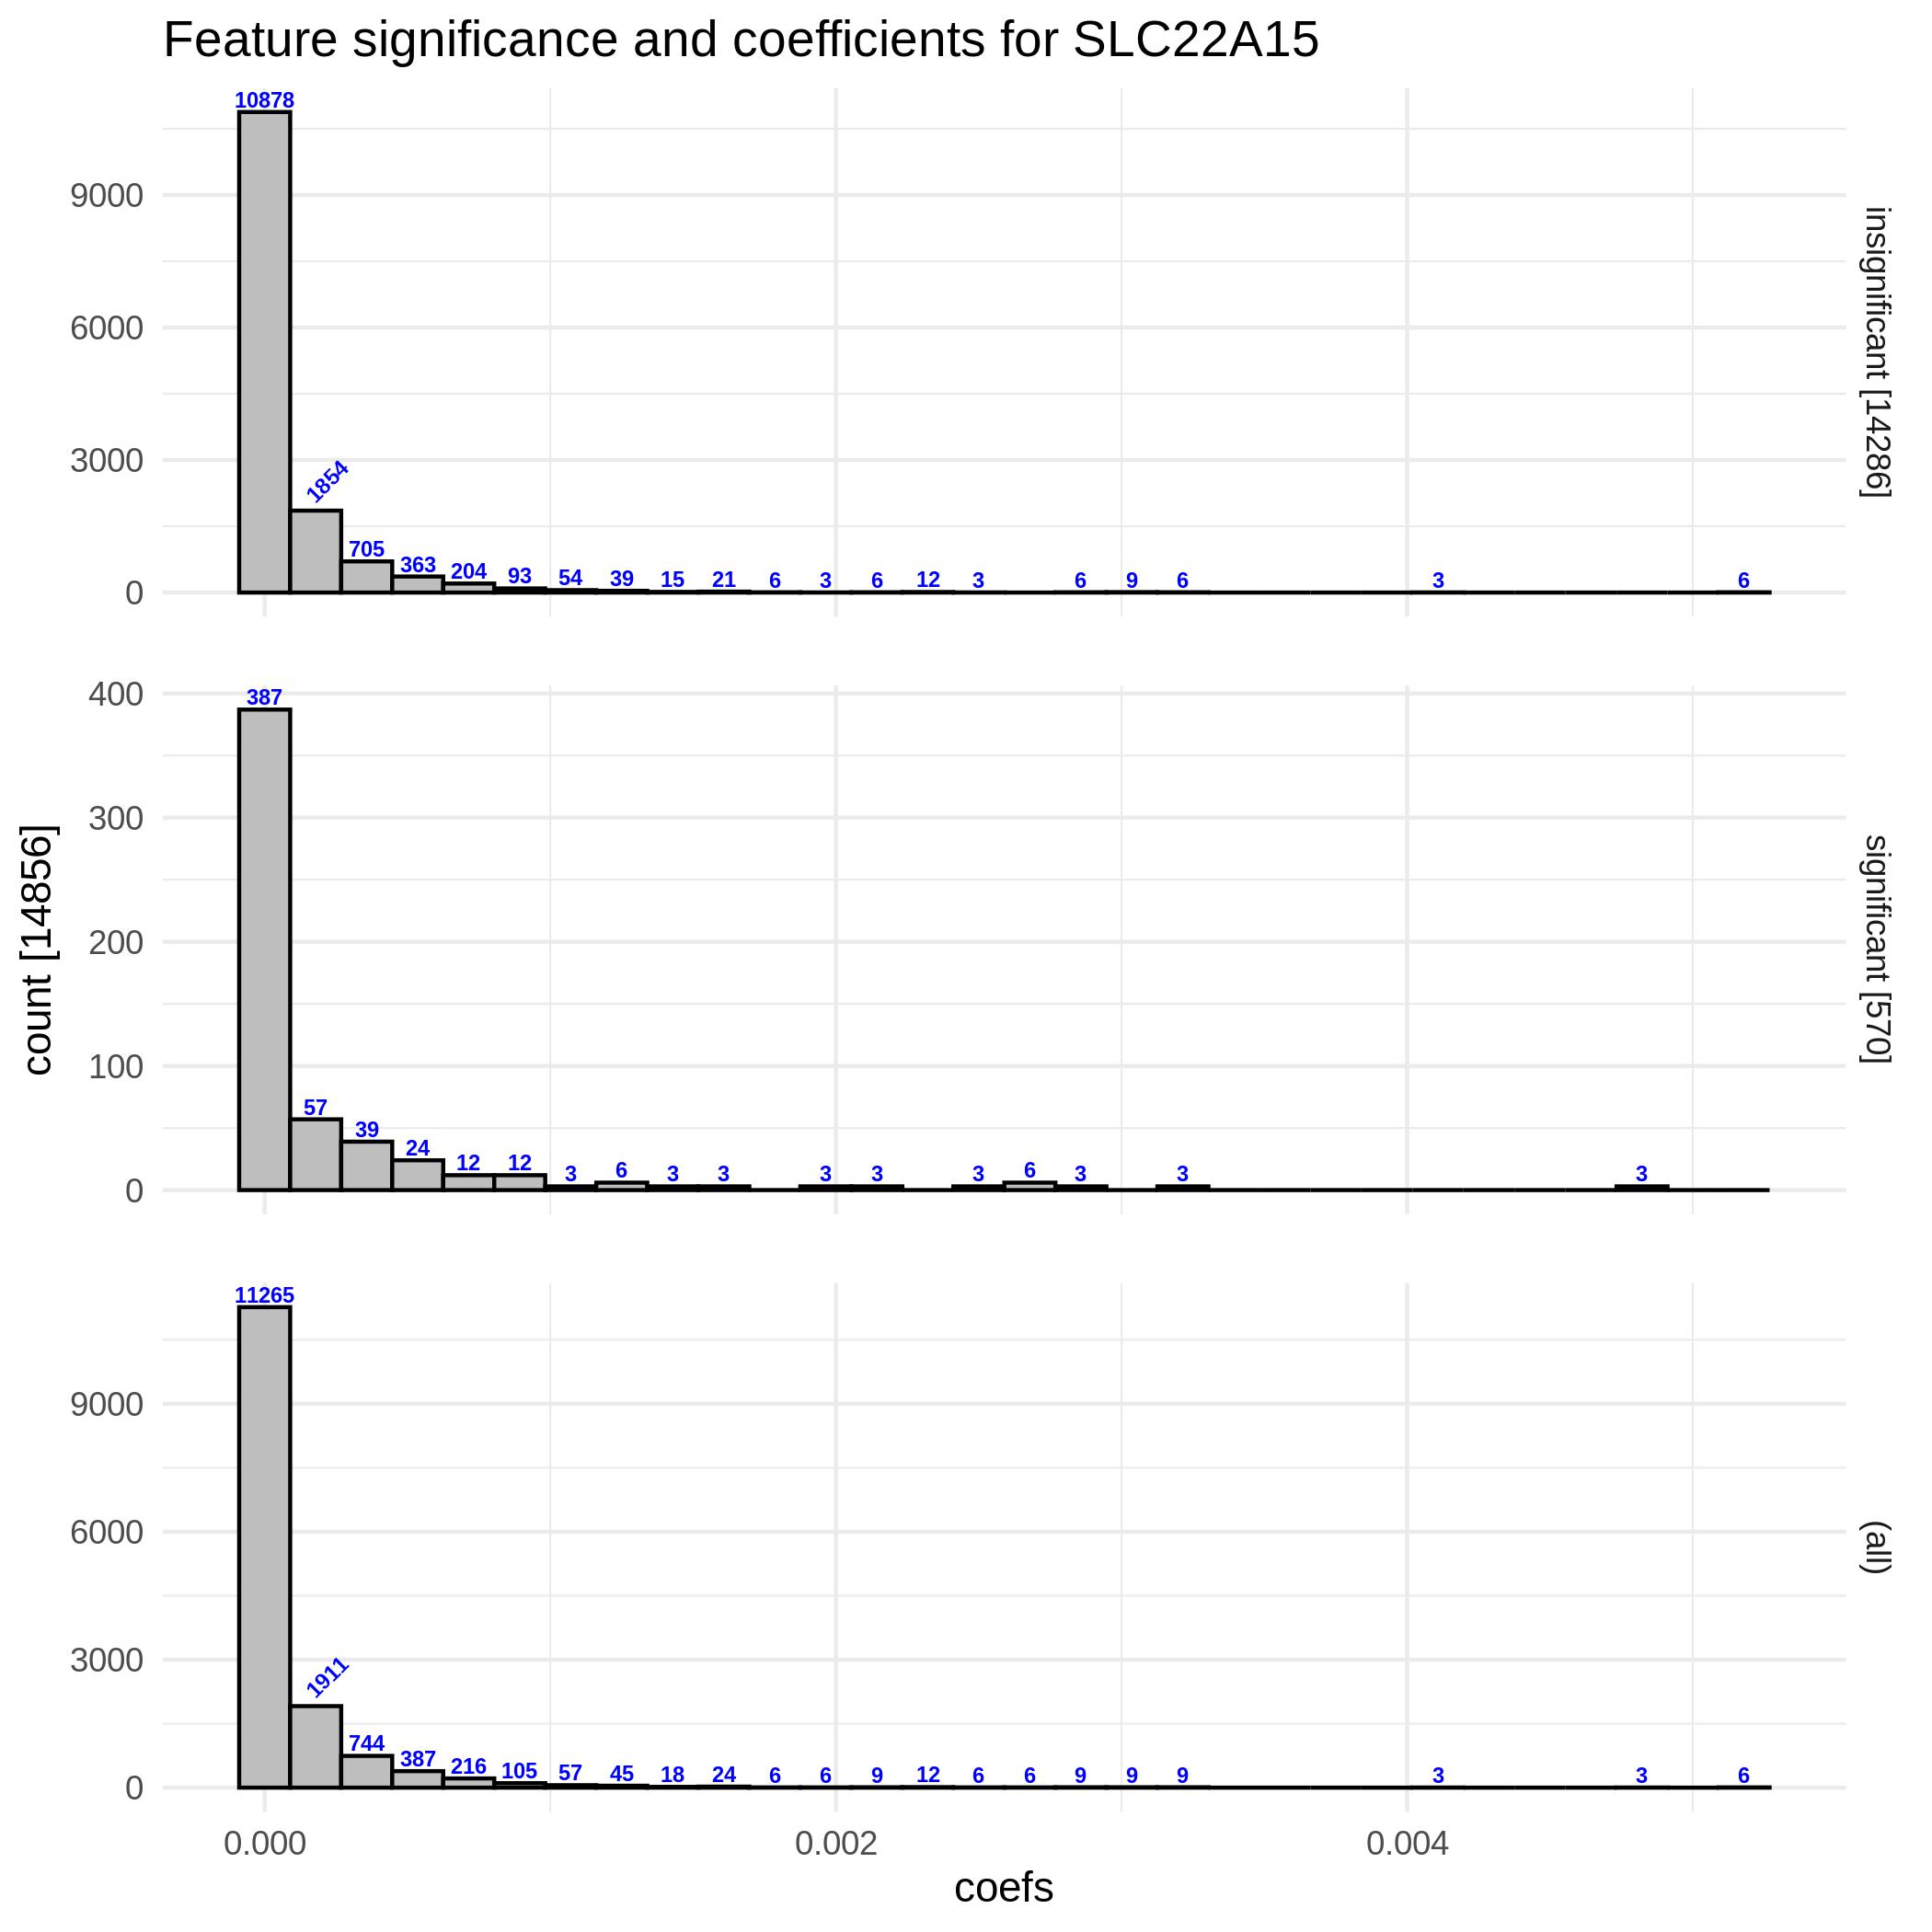 Feature significance and coefficients for SLC22A15
10878
9000
6000
3000
0
1854
705 363 204 93 54 39 15 21 6 3 6 12 3 6 9 6 3 6
insignificant [14286]
400
300
200
100
0
387
57 39 24 12 12 3 6 3 3 3 3 3 6 3 3 3
significant [570]
count [14856]
11265
9000
6000
3000
0
1911
744 387 216 105 57 45 18 24 6 6 9 12 6 6 9 9 9 3 3 6
(all)
0.000 0.002 0.004
coefs